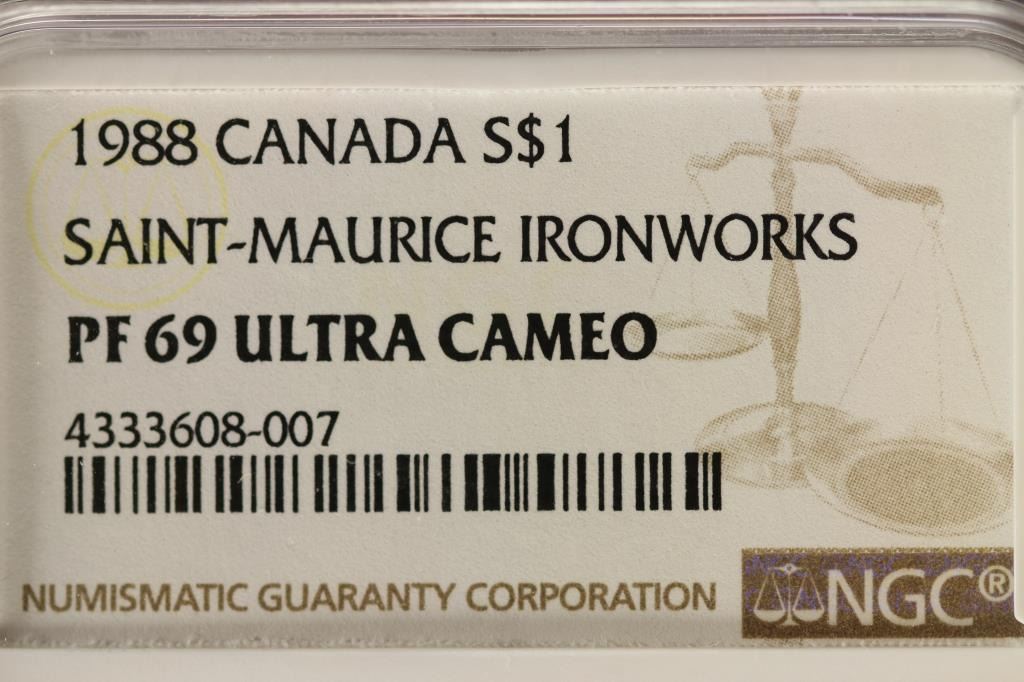 1988 CANADA S$1
SAINT-MAURICE IRONWORKS
PF 69 ULTRA CAMEO
4333608-007
NUMISMATIC GUARANTY CORPORATION
NGC®